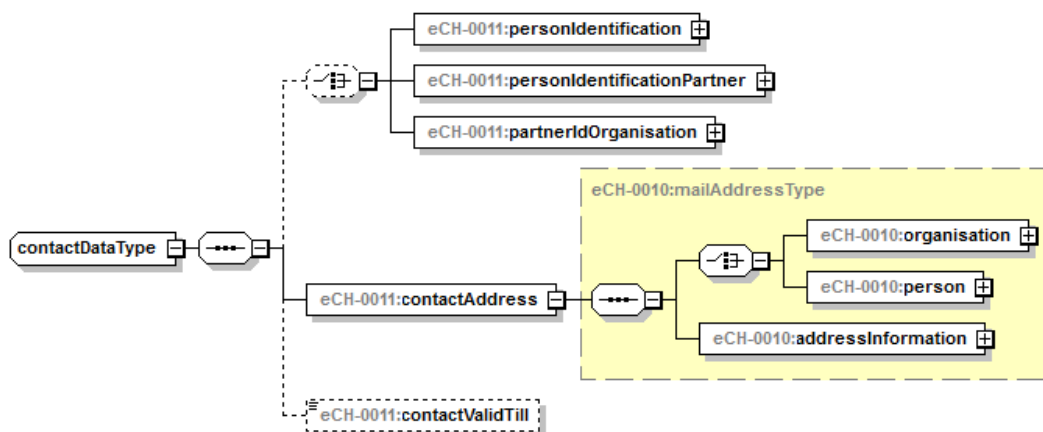 eCH-0011:personIdentification
eCH-0011:personIdentificationPartner
eCH-0011:partnerIdOrganisation
eCH-0010:mailAddressType
eCH-0010:organisation
contactDataType
eCH-0010:person
eCH-0011:contactAddress
eCH-0010:addressInformation
eCH-0011:contactValidTill